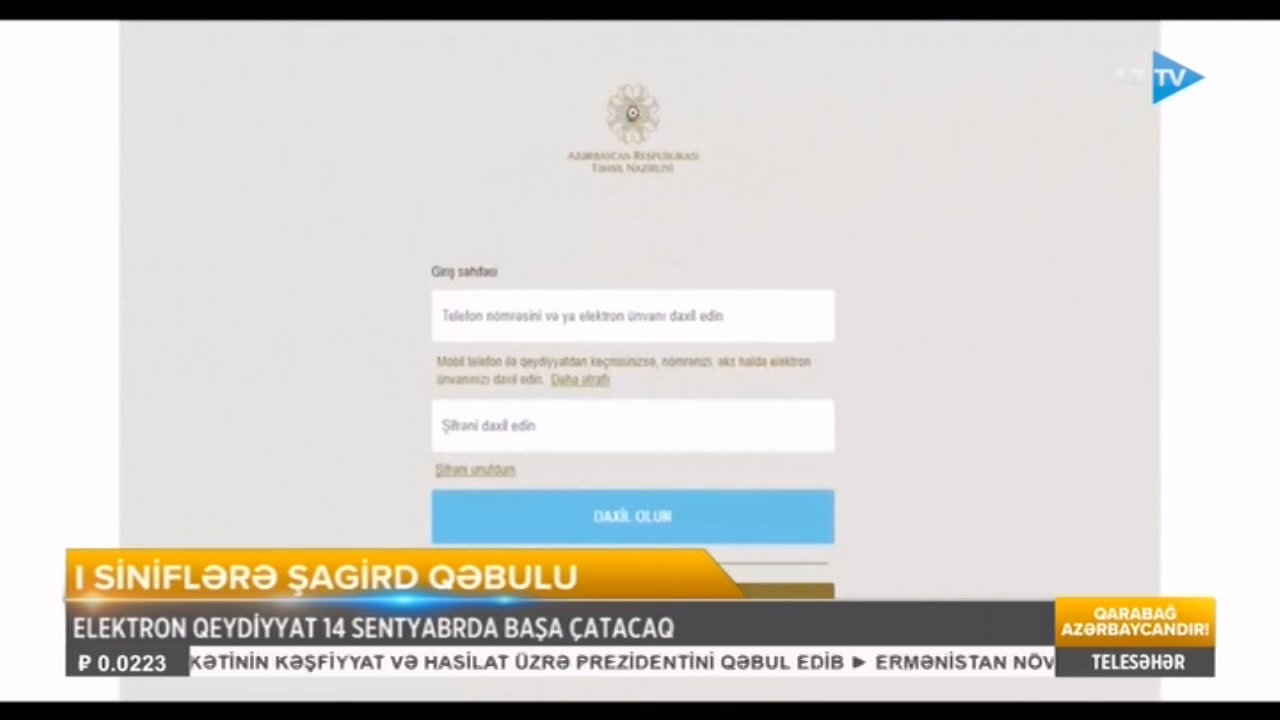 AZTV
AZƏRBAYCAN RESPUBLİKASI
TƏHSİL NAZİRLİYİ
Giriş səhifəsi
Telefon nömrəsini və ya elektron ünvanı daxil edin
Mobil telefon ilə qeydiyyatdan keçmisinizsə, nömrənizi, əks halda elektron
ünvanınızı daxil edin. Daha ətraflı
Şifrəni daxil edin
Şifrəni unutdum
DAXİL OLUN
I SİNİFLƏRƏ ŞAGİRD QƏBULU
ELEKTRON QEYDİYYAT 14 SENTYABRDA BAŞA ÇATACAQ
QARABAĞ
AZƏRBAYCANDIR!
₽ 0.0223 KƏTİNİN KƏŞFİYYAT VƏ HASİLAT ÜZRƏ PREZİDENTİNİ QƏBUL EDİB ► ERMƏNİSTAN NÖV
TELESƏHƏR